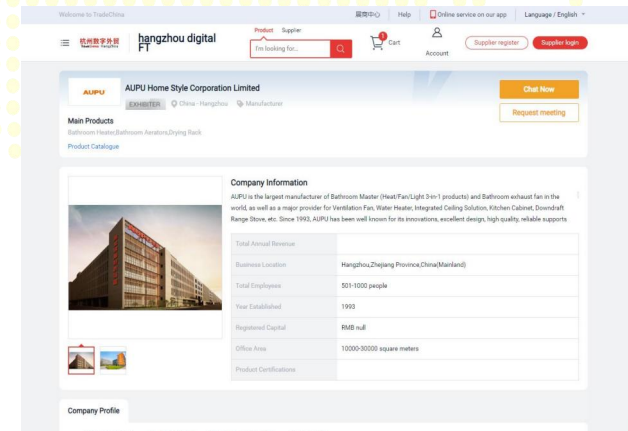 Welcome to TradeChina
展商中心 Help Online service on our app Language / English
杭州数字外贸
hangzhou digital FT
Product Supplier
I'm looking for..
1
Cart
Account
Supplier register
Supplier login
AUPU
AUPU Home Style Corporation Limited
EXHIBITER China · Hangzhou Manufacturer
Chat Now
Request meeting
Main Products
Bathroom Heater,Bathroom Aerators,Drying Rack
Product Catalogue
Company Information
AUPU is the largest manufacturer of Bathroom Master (Heat/Fan/Light 3-in-1 products) and Bathroom exhaust fan in the
world, as well as a major provider for Ventilation Fan, Water Heater, Integrated Ceiling Solution, Kitchen Cabinet, Downdraft
Range Stove, etc. Since 1993, AUPU has been well known for its innovations, excellent design, high quality, reliable supports
Total Annual Revenue
Business Location Hangzhou,Zhejiang Province,China(Mainland)
Total Employees 501-1000 people
Year Established 1993
Registered Capital RMB null
Office Area 10000-30000 square meters
Product Certifications
Company Profile